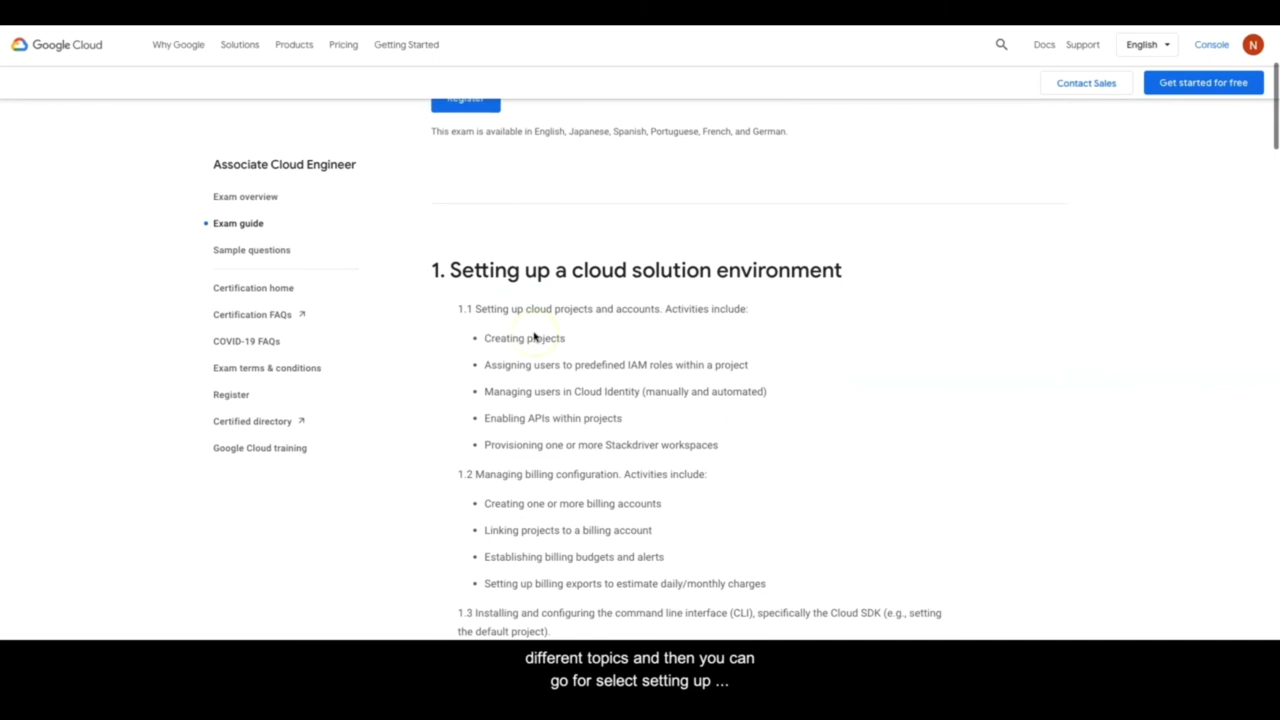 Google Cloud Why Google Solutions Products Pricing Getting Started Docs Support English Console N
Contact Sales Get started for free
Register
This exam is available in English, Japanese, Spanish, Portuguese, French, and German.
Associate Cloud Engineer
Exam overview
• Exam guide
Sample questions
Certification home
Certification FAQs
COVID-19 FAQs
Exam terms & conditions
Register
Certified directory
Google Cloud training
1. Setting up a cloud solution environment
1.1 Setting up cloud projects and accounts. Activities include:
• Creating projects
• Assigning users to predefined IAM roles within a project
• Managing users in Cloud Identity (manually and automated)
• Enabling APIs within projects
• Provisioning one or more Stackdriver workspaces
1.2 Managing billing configuration. Activities include:
• Creating one or more billing accounts
• Linking projects to a billing account
• Establishing billing budgets and alerts
• Setting up billing exports to estimate daily/monthly charges
1.3 Installing and configuring the command line interface (CLI), specifically the Cloud SDK (e.g., setting
the default project).
different topics and then you can
go for select setting up ...